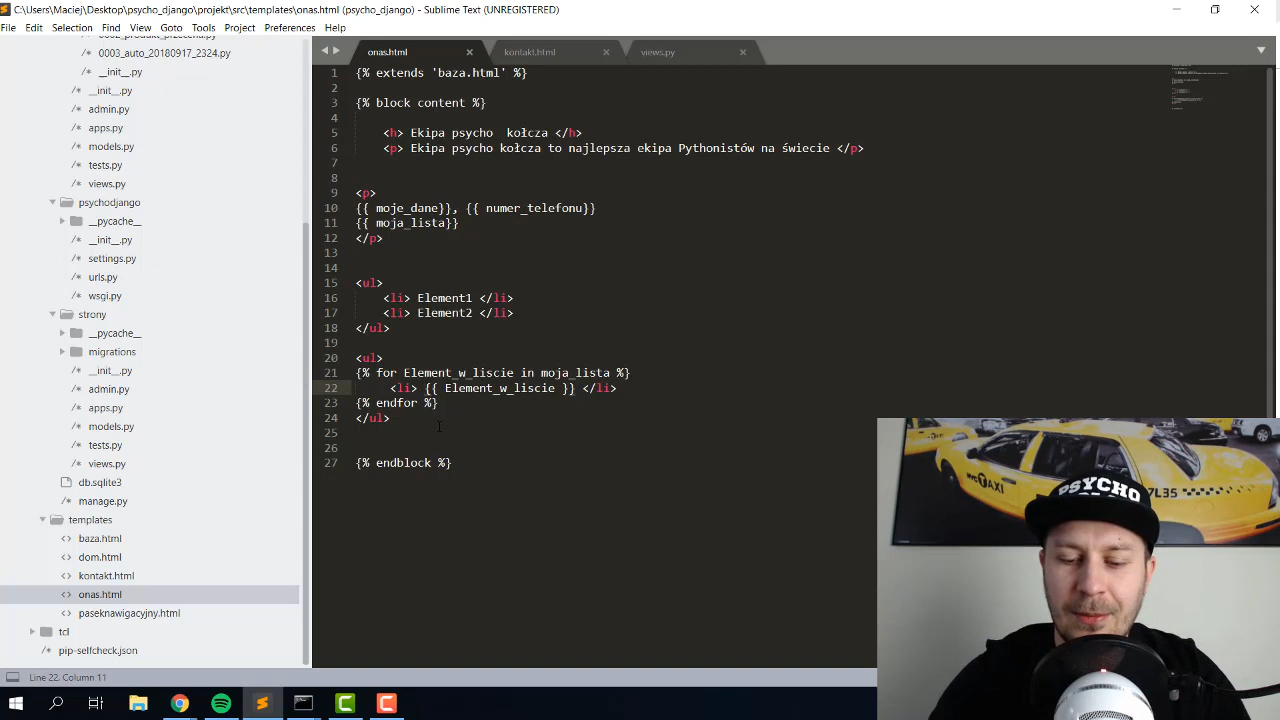 C:\Users\Maciej\Desktop\psycho_django\projekt\src\templates\onas.html (psycho_django) - Sublime Text (UNREGISTERED)
File Edit Selection Find View Goto Tools Project Preferences Help
0002_produkt_przecena.py
0003_auto_20180917_2324.py
__init__.py
__init__.py
admin.py
apps.py
models.py
tests.py
views.py
psychodjango
__pycache__
__init__.py
settings.py
urls.py
wsgi.py
strony
__pycache__
migrations
__init__.py
admin.py
apps.py
models.py
tests.py
views.py
db.sqlite3
manage.py
templates
baza.html
dom.html
kontakt.html
onas.html
paseknawigacyjny.html
tcl
pip-selfcheck.json
onas.html kontakt.html views.py
1 {% extends 'baza.html' %}
2
3 {% block content %}
4
5 <h> Ekipa psycho  kołcza </h>
6 <p> Ekipa psycho kołcza to najlepsza ekipa Pythonistów na świecie </p>
7
8
9 <p>
10 {{ moje_dane}}, {{ numer_telefonu}}
11 {{ moja_lista}}
12 </p>
13
14
15 <ul>
16 <li> Element1 </li>
17 <li> Element2 </li>
18 </ul>
19
20 <ul>
21 {% for Element_w_liscie in moja_lista %}
22 <li> {{ Element_w_liscie }} </li>
23 {% endfor %}
24 </ul>
25
26
27 {% endblock %}
NYC TAXI
7L35
PSYCHO
Line 22, Column 11